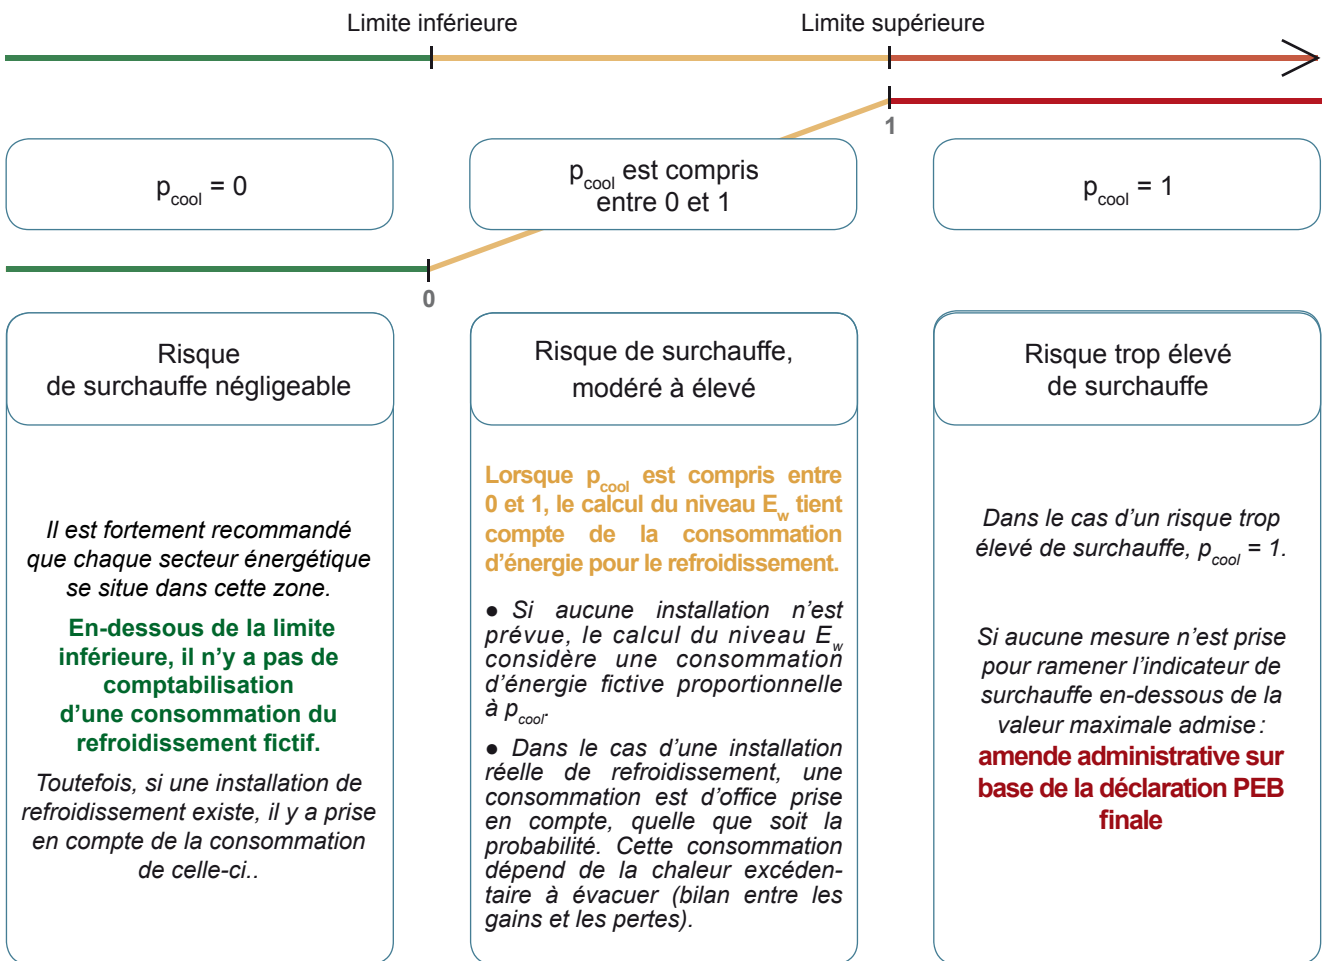 Limite inférieure
Limite supérieure
1
p_cool = 0
p_cool est compris
entre 0 et 1
p_cool = 1
0
Risque
de surchauffe négligeable
Il est fortement recommandé
que chaque secteur énergétique
se situe dans cette zone.
En-dessous de la limite
inférieure, il n’y a pas de
comptabilisation
d’une consommation du
refroidissement fictif.
Toutefois, si une installation de
refroidissement existe, il y a prise
en compte de la consommation
de celle-ci..
Risque de surchauffe,
modéré à élevé
Lorsque p_cool est compris entre
0 et 1, le calcul du niveau E_w tient
compte de la consommation
d’énergie pour le refroidissement.
● Si aucune installation n’est
prévue, le calcul du niveau E_w
considère une consommation
d’énergie fictive proportionnelle
à p_cool.
● Dans le cas d’une installation
réelle de refroidissement, une
consommation est d’office prise
en compte, quelle que soit la
probabilité. Cette consommation
dépend de la chaleur excéden-
taire à évacuer (bilan entre les
gains et les pertes).
Risque trop élevé
de surchauffe
Dans le cas d’un risque trop
élevé de surchauffe, p_cool = 1.
Si aucune mesure n’est prise
pour ramener l’indicateur de
surchauffe en-dessous de la
valeur maximale admise :
amende administrative sur
base de la déclaration PEB
finale